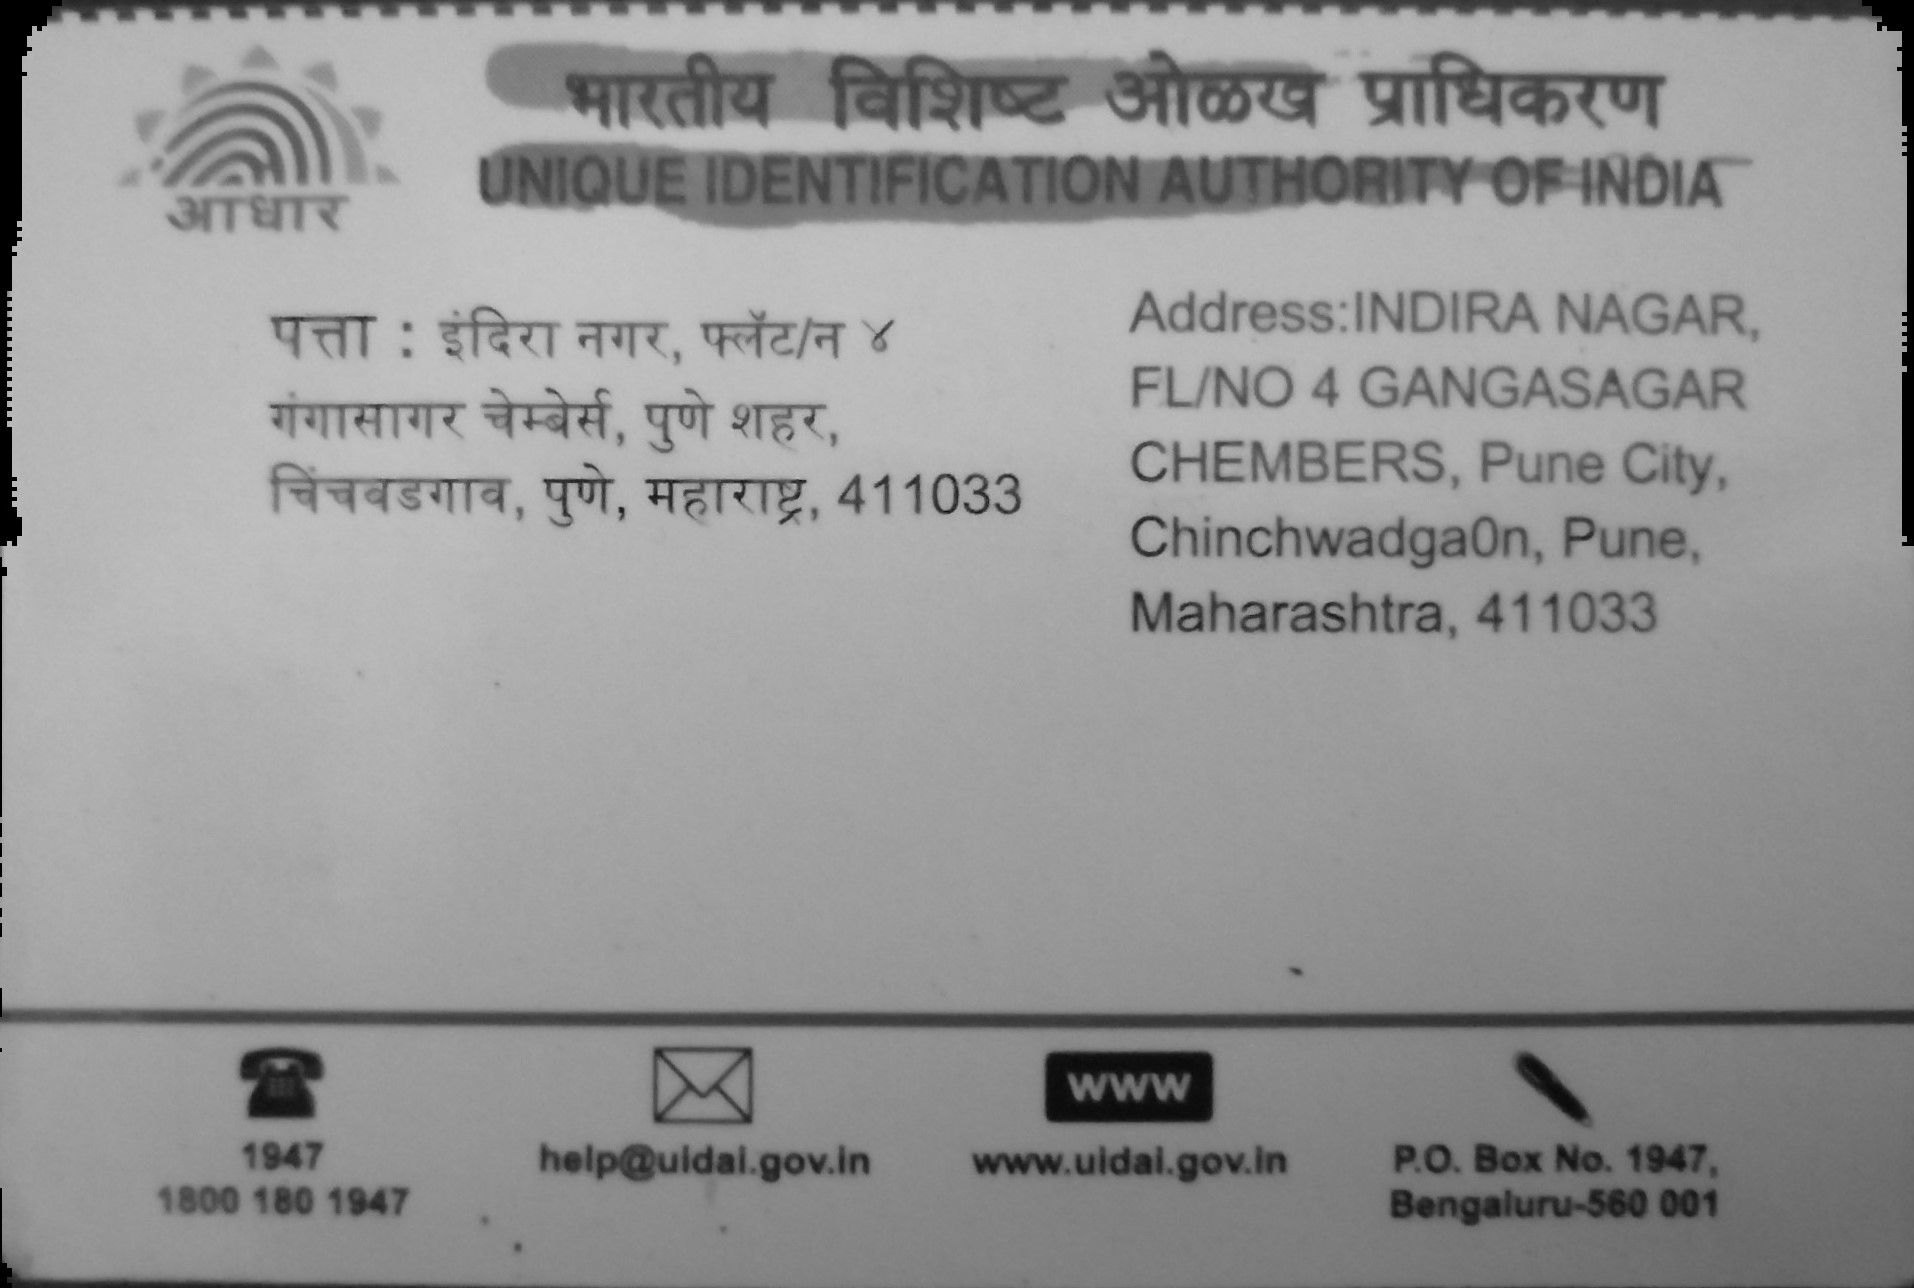 आधार
भारतीय विशिष्ट ओळख प्राधिकरण
UNIQUE IDENTIFICATION AUTHORITY OF INDIA
पत्ता : इंदिरा नगर, फ्लॅट/न ४
गंगासागर चेम्बेर्स, पुणे शहर,
चिंचवडगाव, पुणे, महाराष्ट्र, 411033
Address:INDIRA NAGAR,
FL/NO 4 GANGASAGAR
CHEMBERS, Pune City,
Chinchwadga0n, Pune,
Maharashtra, 411033
1947
1800 180 1947
help@uidai.gov.in
WWW
www.uidai.gov.in
P.O. Box No. 1947,
Bengaluru-560 001